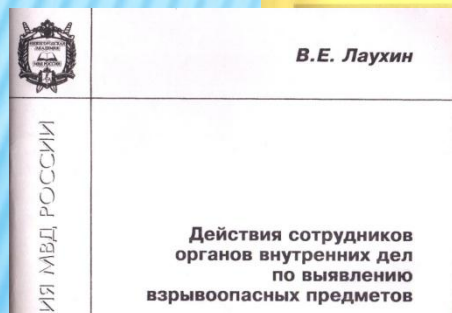 В.Е. Лаухин
ИЯ МВД РОССИИ
Действия сотрудников
органов внутренних дел
по выявлению
взрывоопасных предметов